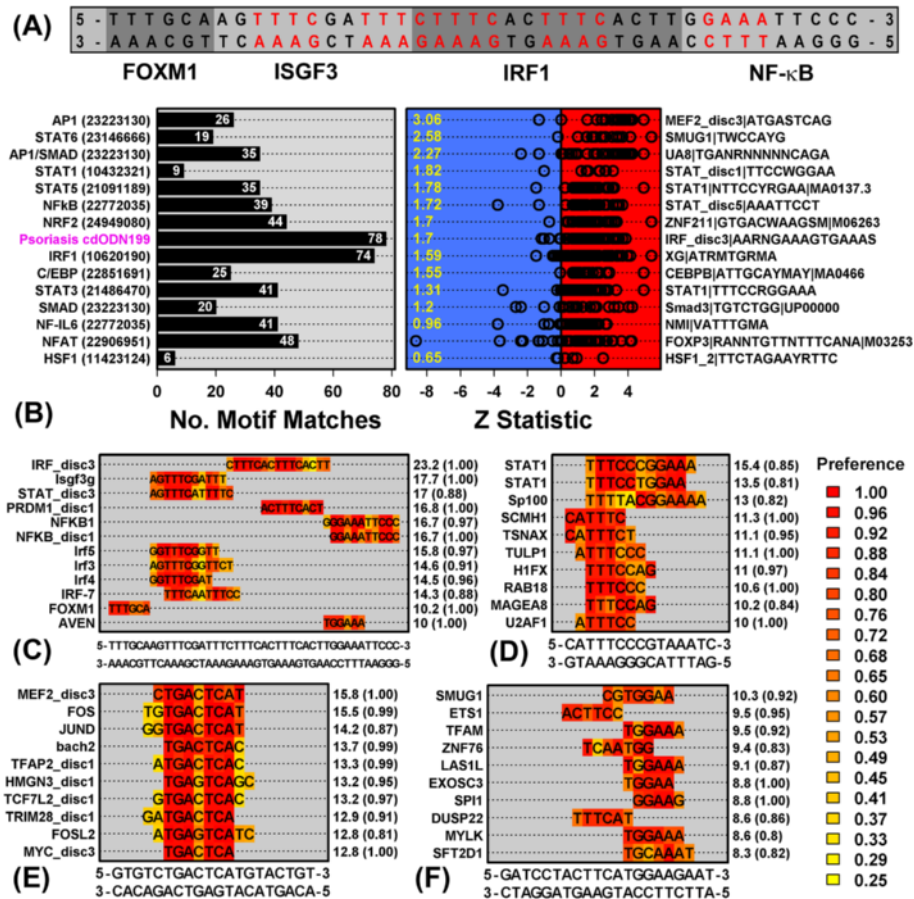 (A)
5 - T T T G C A A G T T T C G A T T T C T T T C A C T T T C A C T T G G A A A T T C C C - 3
3 - A A A C G T T C A A A G C T A A A G A A A G T G A A A G T G A A C C T T T A A G G G - 5
FOXM1 ISGF3 IRF1 NF-κB
AP1 (23223130) 26 3.06 MEF2_disc3|ATGASTCAG
STAT6 (23146666) 19 2.58 SMUG1|TWCCAYG
AP1/SMAD (23223130) 35 2.27 UA8|TGANRNNNNNCAGA
STAT1 (10432321) 9 1.82 STAT_disc1|TTCCWGGAA
STAT5 (21091189) 35 1.78 STAT1|NTTCCYRGAA|MA0137.3
NFkB (22772035) 39 1.72 STAT_disc5|AAATTCCT
NRF2 (24949080) 44 1.7 ZNF211|GTGACWAAGSM|M06263
Psoriasis cdODN199 78 1.7 IRF_disc3|AARNGAAAGTGAAAS
IRF1 (10620190) 74 1.59 XG|ATRMTGRMA
C/EBP (22851691) 25 1.55 CEBPB|ATTGCAYMAY|MA0466
STAT3 (21486470) 41 1.31 STAT1|TTTCCRGGAAA
SMAD (23223130) 20 1.2 Smad3|TGTCTGG|UP00000
NF-IL6 (22772035) 41 0.96 NMI|VATTTGMA
NFAT (22906951) 48 FOXP3|RANNTGTTNTTTCANA|M03253
HSF1 (11423124) 6 0.65 HSF1_2|TTCTAGAAYRTTC
0 20 40 60 80 -8 -6 -4 -2 0 2 4
(B) No. Motif Matches Z Statistic
IRF_disc3 CTTTCACTTTCACTT 23.2 (1.00)
Isgf3g AGTTTCGATTT 17.7 (1.00)
STAT_disc3 AGTTTCATTTTC 17 (0.88)
PRDM1_disc1 ACTTTCACT 16.8 (1.00)
NFKB1 GGGAAATTCCC 16.7 (0.97)
NFKB_disc1 GGAAATTCCC 16.7 (1.00)
Irf5 GGTTTCGGTT 15.8 (0.97)
Irf3 AGTTTCGGTTCT 14.6 (0.91)
Irf4 GGTTTCGAT 14.5 (0.96)
IRF-7 TTTCAATTTCC 14.3 (0.88)
FOXM1 TTTGCA 10.2 (1.00)
AVEN TGGAAA 10 (1.00)
(C)
5-TTTGCAAGTTTCGATTTCTTTCACTTTCACTTGGAAATTCCC-3
3-AAACGTTCAAAGCTAAAGAAAGTGAAAGTGAACCTTTAAGGG-5
STAT1 TTTCCCGGAAA 15.4 (0.85)
STAT1 TTTCCTGGAA 13.5 (0.81)
Sp100 TTTTACGGAAAA 13 (0.82)
SCMH1 CATTTC 11.3 (1.00)
TSNAX CATTTCT 11.1 (0.95)
TULP1 ATTTCCC 11.1 (1.00)
H1FX TTTCCAG 11 (0.97)
RAB18 TTTCCC 10.6 (1.00)
MAGEA8 TTTCCAG 10.2 (0.84)
U2AF1 ATTTCC 10 (1.00)
(D)
5-CATTTCCCGTAAATC-3
3-GTAAAGGGCATTTAG-5
Preference
1.00
0.96
0.92
0.88
0.84
0.80
0.76
0.72
0.68
0.65
0.60
0.57
0.53
0.49
0.45
0.41
0.37
0.33
0.29
0.25
MEF2_disc3 CTGACTCAT 15.8 (1.00)
FOS TGTGACTCAT 15.5 (0.99)
JUND GGTGACTCAT 14.2 (0.87)
bach2 TGACTCAC 13.7 (0.99)
TFAP2_disc1 ATGACTCAC 13.3 (0.99)
HMGN3_disc1 TGAGTCAGC 13.2 (0.95)
TCF7L2_disc1 GTGACTCAC 13.2 (0.97)
TRIM28_disc1 GATGACTCA 12.9 (0.91)
FOSL2 ATGAGTCATC 12.8 (0.81)
MYC_disc3 TGACTCA 12.8 (1.00)
(E)
5-GTGTCTGACTCATGTACTGT-3
3-CACAGACTGAGTACATGACA-5
SMUG1 CGTGGAA 10.3 (0.92)
ETS1 ACTTCC 9.5 (0.95)
TFAM TGGAAA 9.5 (0.92)
ZNF76 TCAATGG 9.4 (0.83)
LAS1L TGGAAA 9.1 (0.87)
EXOSC3 TGGAA 8.8 (1.00)
SPI1 GGAAG 8.8 (1.00)
DUSP22 TTTCAT 8.6 (0.86)
MYLK TGGAAA 8.6 (0.8)
SFT2D1 TGCAAAT 8.3 (0.82)
(F)
5-GATCCTACTTCATGGAAGAAT-3
3-CTAGGATGAAGTACCTTCTTA-5